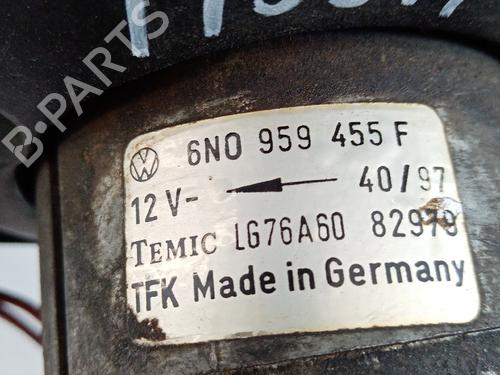 6N0 959 455 F
12 V- 40/97
TEMIC LG76A60 82979
TFK Made in Germany
B-PARTS